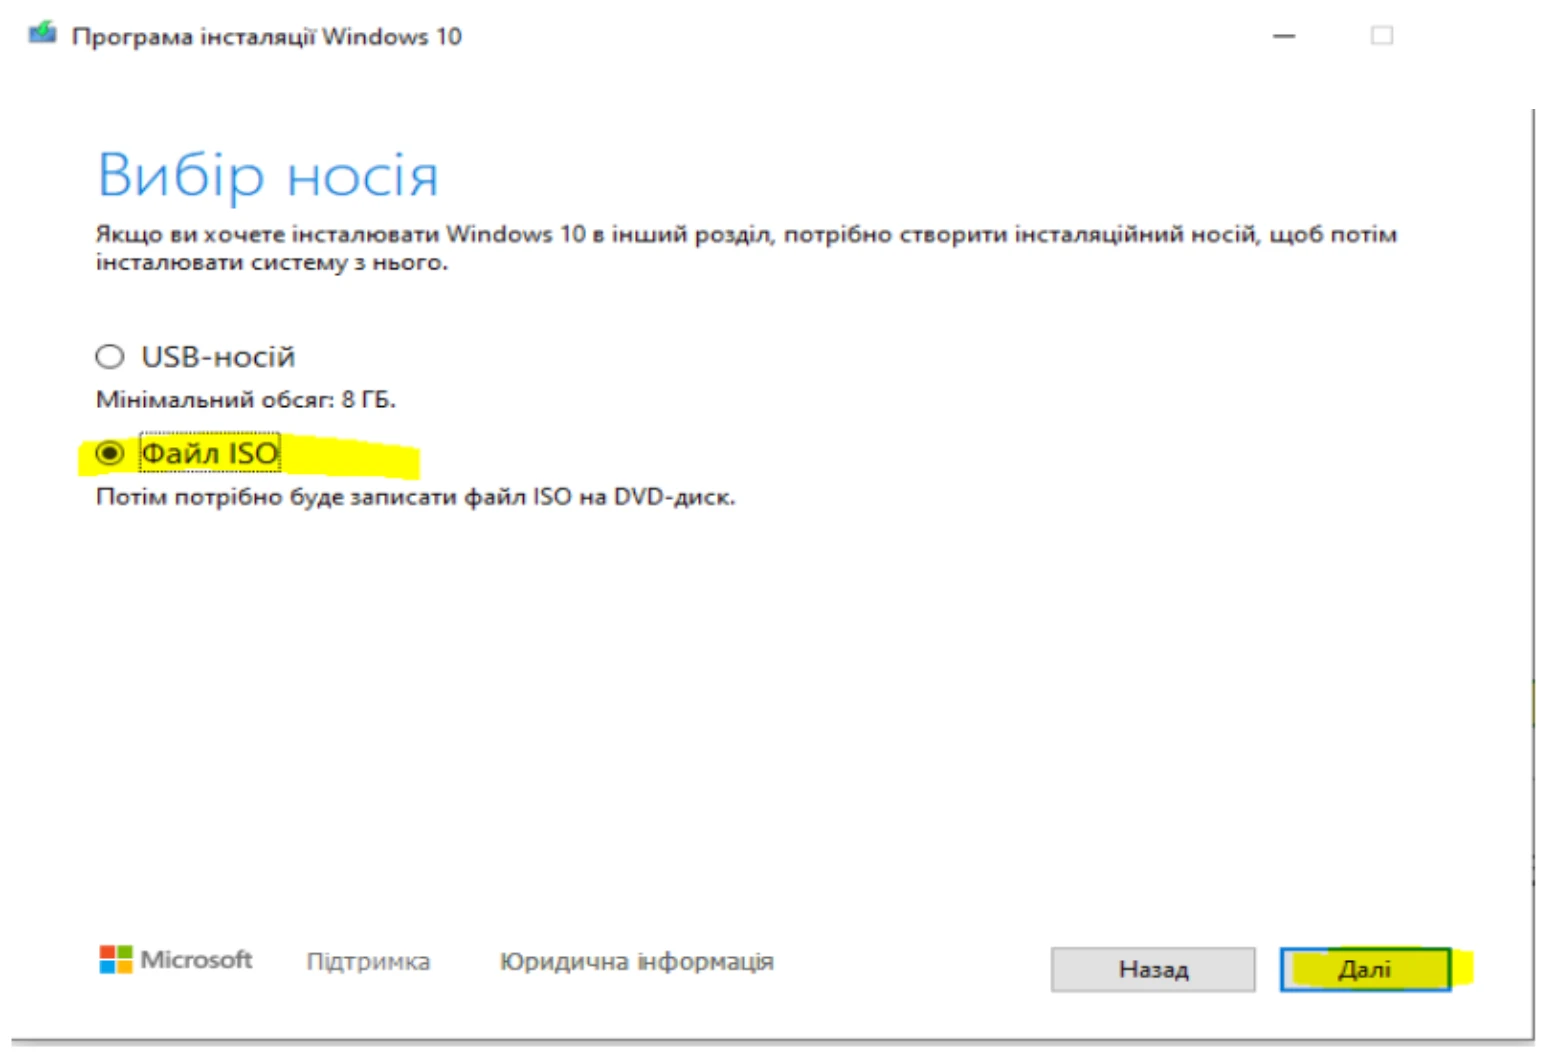 Програма інсталяції Windows 10
Вибір носія
Якщо ви хочете інсталювати Windows 10 в інший розділ, потрібно створити інсталяційний носій, щоб потім
інсталювати систему з нього.
USB-носій
Мінімальний обсяг: 8 ГБ.
Файл ISO
Потім потрібно буде записати файл ISO на DVD-диск.
Microsoft Підтримка Юридична інформація Назад Далі